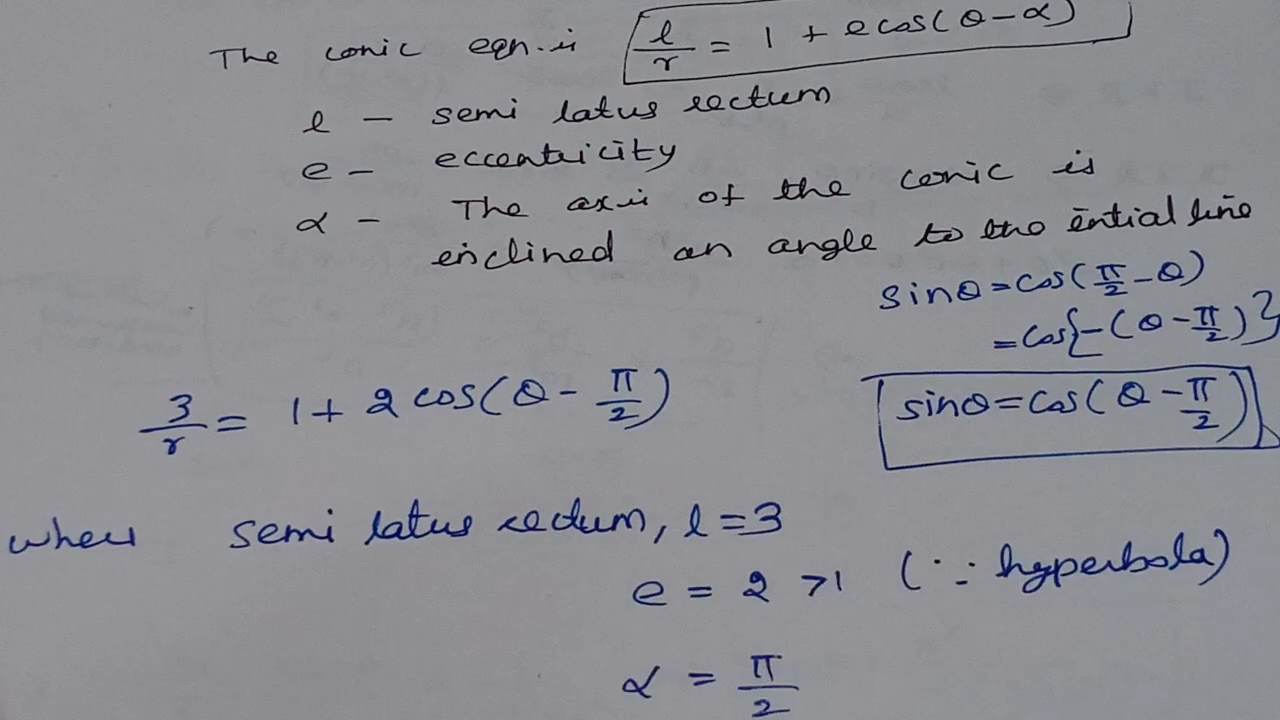 The conic eqn. is l/r = 1 + e cos(θ-α)
l - semi latus rectum
e - eccentricity
α - The axis of the conic is
inclined an angle to the initial line
sinθ = cos(π/2 - θ)
= cos{-(θ - π/2)}
sinθ = cos(θ - π/2)
3/r = 1 + 2 cos(θ - π/2)
where semi latus rectum, l = 3
e = 2 >1 (∵ hyperbola)
α = π/2